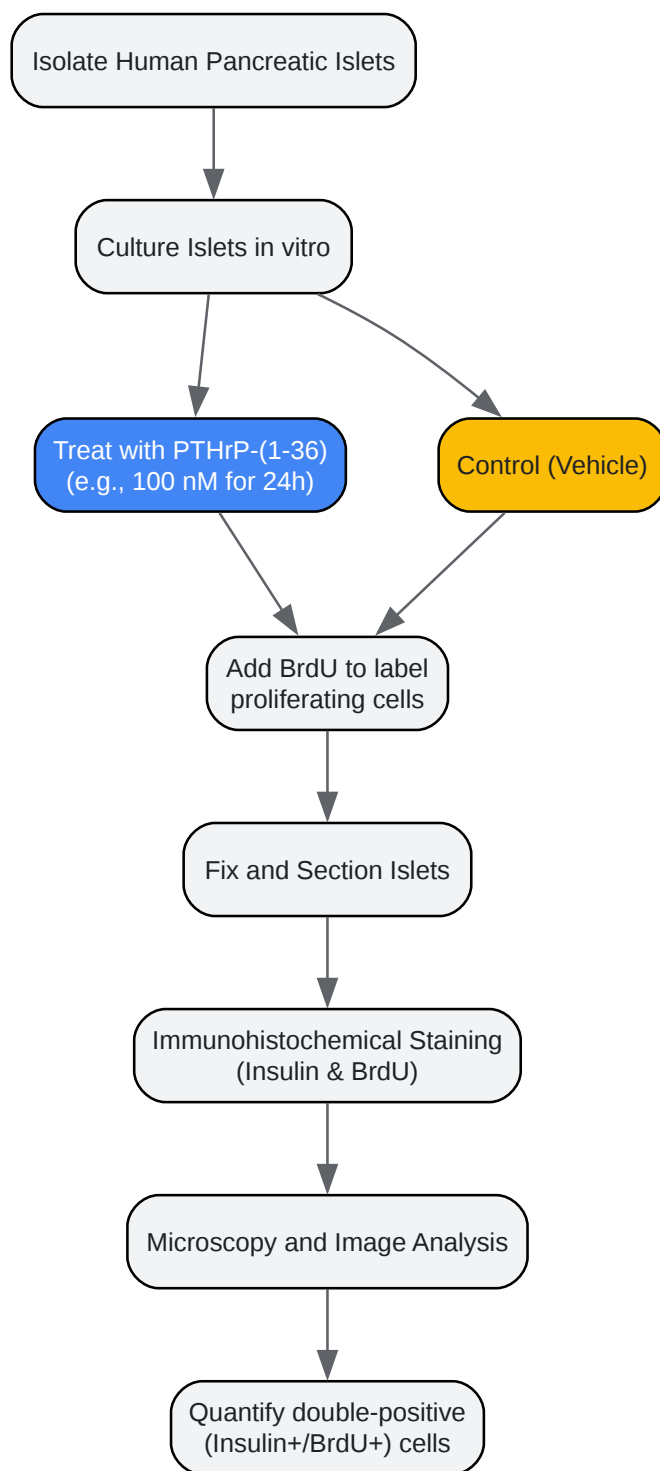 Isolate Human Pancreatic Islets
Culture Islets in vitro
Treat with PTHrP-(1-36)
(e.g., 100 nM for 24h)
Control (Vehicle)
Add BrdU to label
proliferating cells
Fix and Section Islets
Immunohistochemical Staining
(Insulin & BrdU)
Microscopy and Image Analysis
Quantify double-positive
(Insulin+/BrdU+) cells